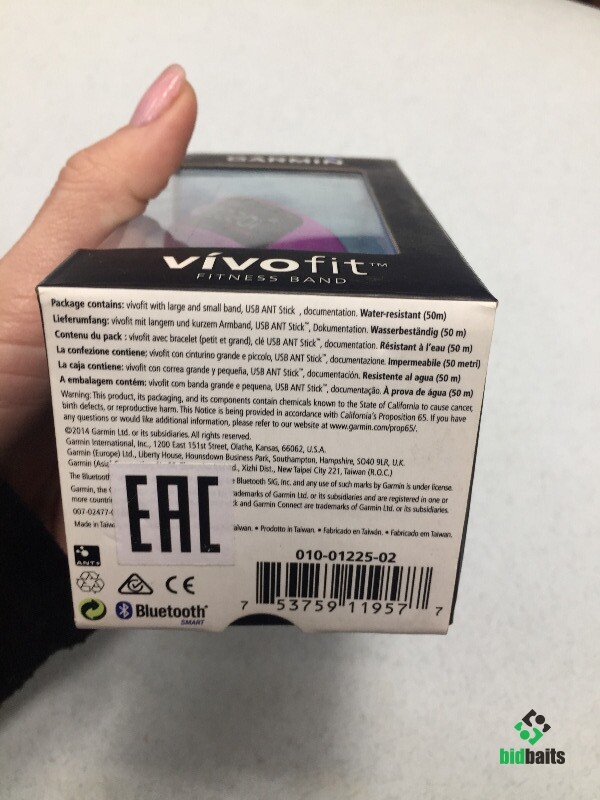 GARMIN
vívofit™
FITNESS BAND
Package contains: vívofit with large and small band, USB ANT Stick , documentation. Water-resistant (50m)
Lieferumfang: vívofit mit langem und kurzem Armband, USB ANT Stick™, Dokumentation. Wasserbeständig (50 m)
Contenu du pack : vívofit avec bracelet (petit et grand), clé USB ANT Stick™, documentation. Résistant à l'eau (50 m)
La confezione contiene: vívofit con cinturino grande e piccolo, USB ANT Stick™, documentazione. Impermeabile (50 metri)
La caja contiene: vívofit con correa grande y pequeña, USB ANT Stick™, documentación. Resistente al agua (50 m)
A embalagem contém: vívofit com banda grande e pequena, USB ANT Stick™, documentação. À prova de água (50 m)
Warning: This product, its packaging, and its components contain chemicals known to the State of California to cause cancer,
birth defects, or reproductive harm. This Notice is being provided in accordance with California's Proposition 65. If you have
any questions or would like additional information, please refer to our website at www.garmin.com/prop65/.
©2014 Garmin Ltd. or its subsidiaries. All rights reserved.
Garmin International, Inc., 1200 East 151st Street, Olathe, Kansas, 66062, U.S.A.
Garmin (Europe) Ltd., Liberty House, Hounsdown Business Park, Southampton, Hampshire, SO40 9LR, U.K.
Garmin (Asia) d., Xizhi Dist., New Taipei City 221, Taiwan (R.O.C.)
The Bluetooth e Bluetooth SIG, Inc. and any use of such marks by Garmin is under license.
Garmin, the rademarks of Garmin Ltd. or its subsidiaries and are registered in one or
more countri ck and Garmin Connect are trademarks of Garmin Ltd. or its subsidiaries.
007-02477-
Made in Taiw aiwan. • Prodotto in Taiwan. • Fabricado en Taiwán. • Fabricado em Taiwan.
EAC
ANT+
CE
Bluetooth®
SMART
010-01225-02
7 53759 11957 7
bidbaits